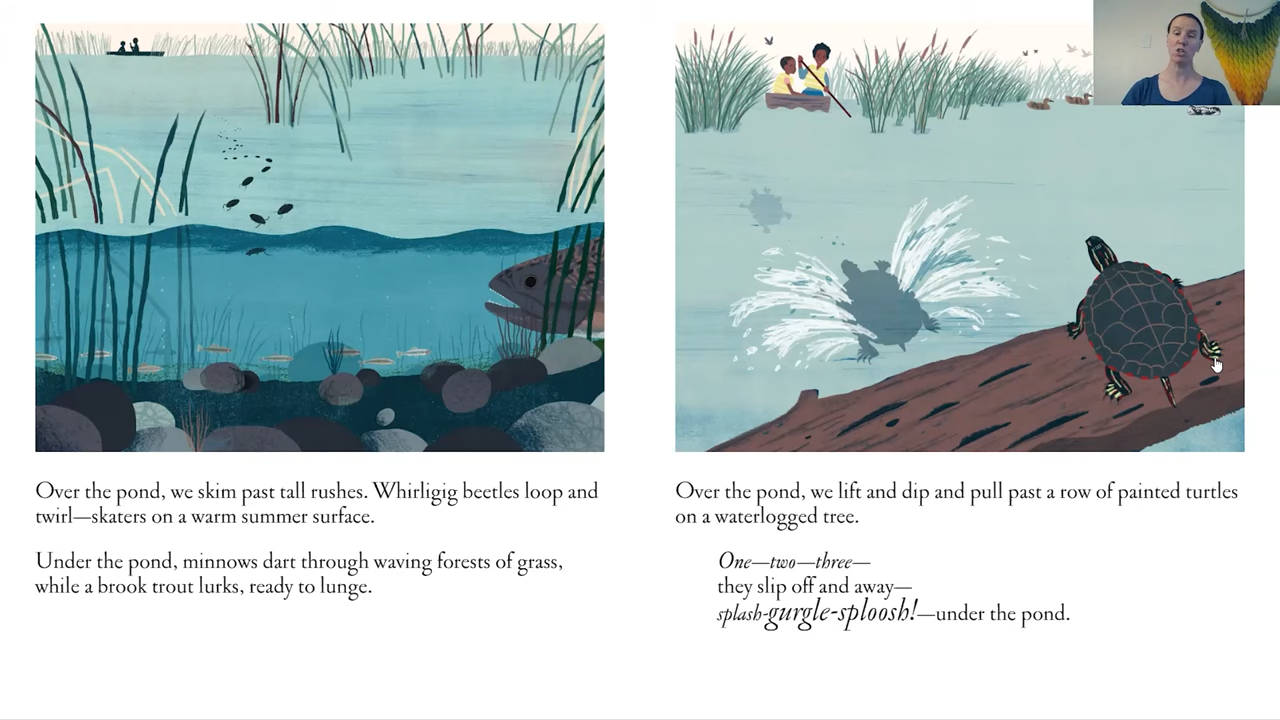 Over the pond, we skim past tall rushes. Whirligig beetles loop and
twirl—skaters on a warm summer surface.
Under the pond, minnows dart through waving forests of grass,
while a brook trout lurks, ready to lunge.
Over the pond, we lift and dip and pull past a row of painted turtles
on a waterlogged tree.
One—two—three—
they slip off and away—
splash-gurgle-sploosh!—under the pond.